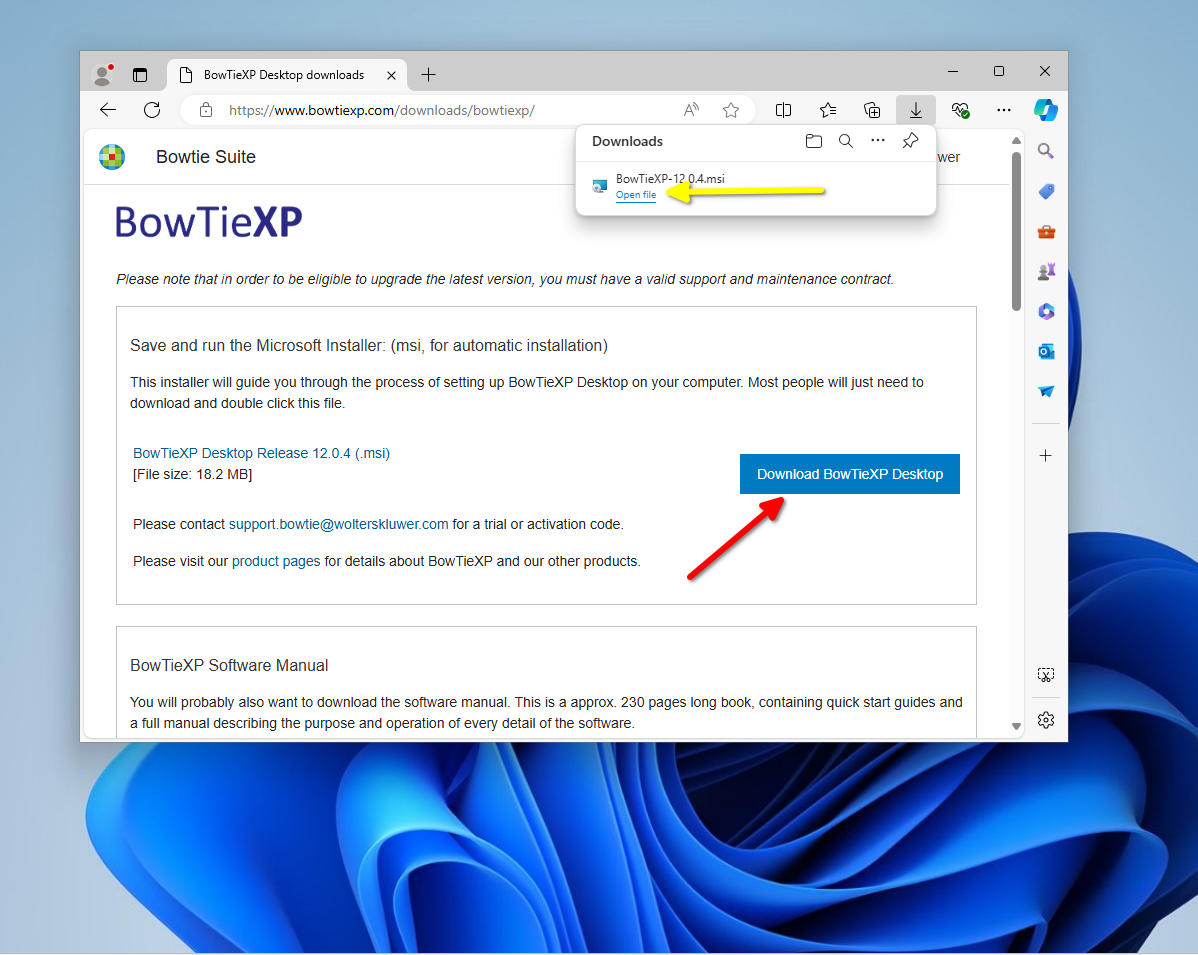 BowTieXP Desktop downloads
https://www.bowtiexp.com/downloads/bowtiexp/
Downloads
BowTieXP-12.0.4.msi
Open file
Bowtie Suite
wer
BowTieXP
Please note that in order to be eligible to upgrade the latest version, you must have a valid support and maintenance contract.
Save and run the Microsoft Installer: (msi, for automatic installation)
This installer will guide you through the process of setting up BowTieXP Desktop on your computer. Most people will just need to
download and double click this file.
BowTieXP Desktop Release 12.0.4 (.msi)
[File size: 18.2 MB]
Download BowTieXP Desktop
Please contact support.bowtie@wolterskluwer.com for a trial or activation code.
Please visit our product pages for details about BowTieXP and our other products.
BowTieXP Software Manual
You will probably also want to download the software manual. This is a approx. 230 pages long book, containing quick start guides and
a full manual describing the purpose and operation of every detail of the software.